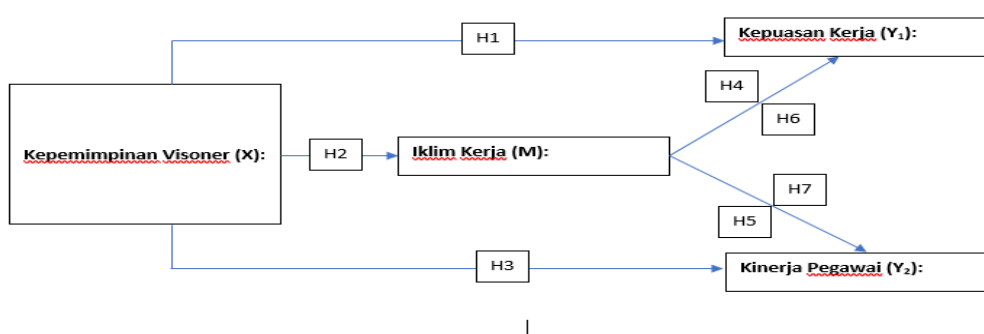 H1
Kepuasan Kerja (Y₁):
H4
H6
Kepemimpinan Visoner (X):
H2
Iklim Kerja (M):
H7
H5
H3
Kinerja Pegawai (Y₂):